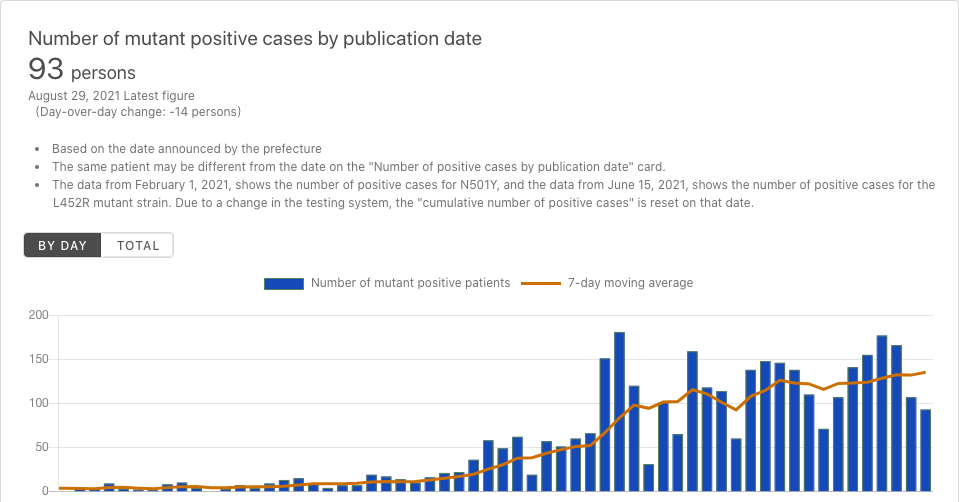 Number of mutant positive cases by publication date
93 persons
August 29, 2021 Latest figure
(Day-over-day change: -14 persons)
• Based on the date announced by the prefecture
• The same patient may be different from the date on the "Number of positive cases by publication date" card.
• The data from February 1, 2021, shows the number of positive cases for N501Y, and the data from June 15, 2021, shows the number of positive cases for the
L452R mutant strain. Due to a change in the testing system, the "cumulative number of positive cases" is reset on that date.
BY DAY TOTAL
Number of mutant positive patients 7-day moving average
200
150
100
50
0